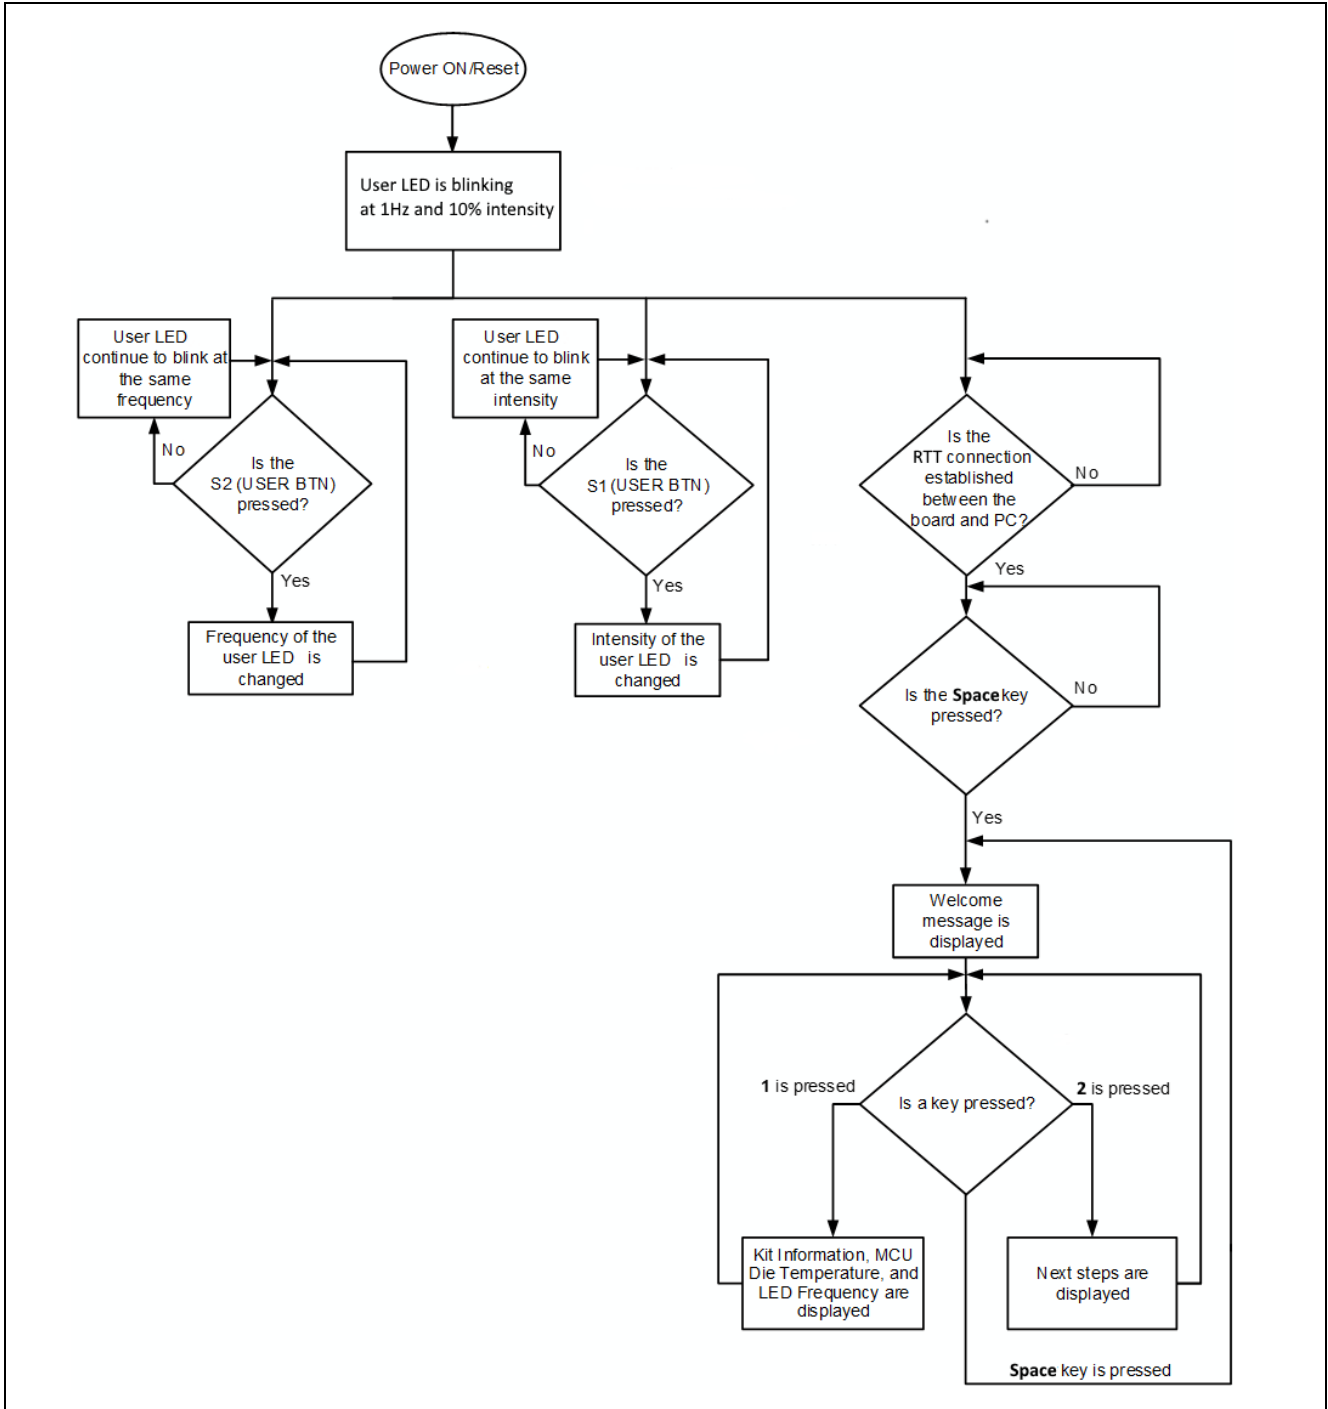 Power ON/Reset
User LED is blinking
at 1Hz and 10% intensity
User LED
continue to blink at
the same
frequency
No
Is the
S2 (USER BTN)
pressed?
Yes
Frequency of the
user LED is
changed
User LED
continue to blink
at the same
intensity
No
Is the
S1 (USER BTN)
pressed?
Yes
Intensity of the
user LED is
changed
Is the
RTT connection
established
between the
board and PC?
No
Yes
Is the Space key
pressed?
No
Yes
Welcome
message is
displayed
1 is pressed
Is a key pressed?
2 is pressed
Kit Information, MCU
Die Temperature, and
LED Frequency are
displayed
Next steps are
displayed
Space key is pressed